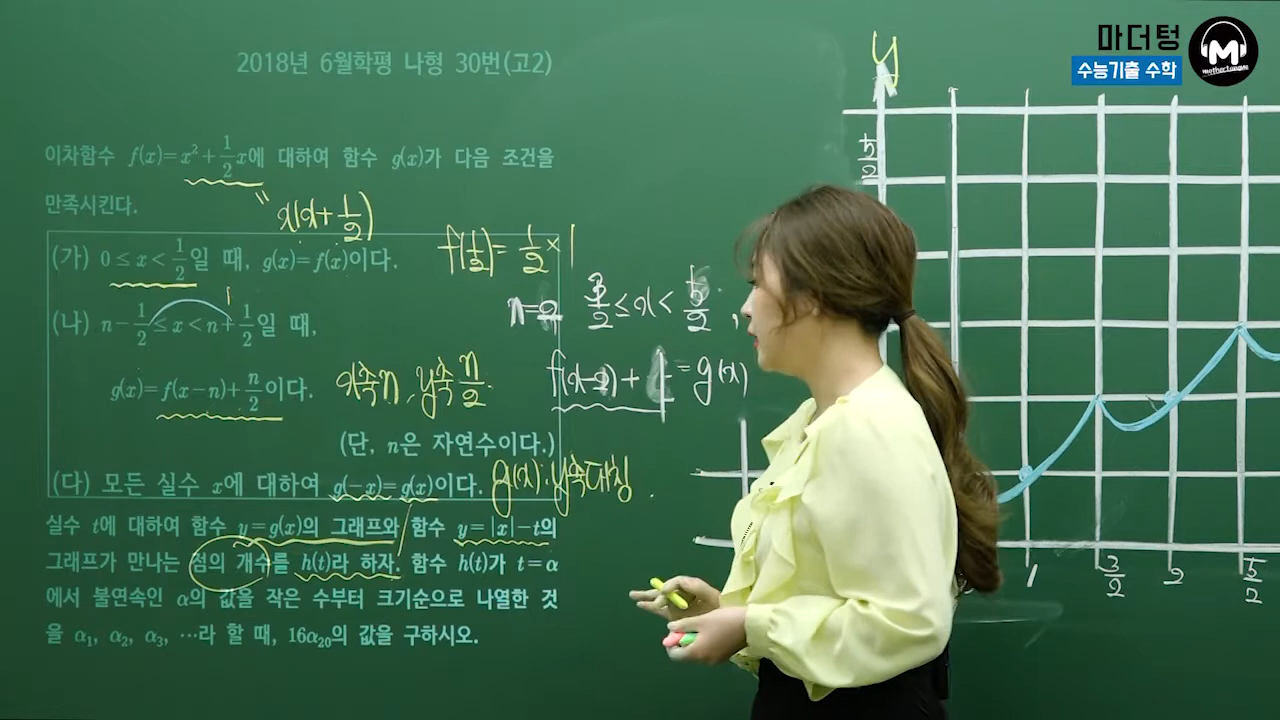 2018년 6월학평 나형 30번(고2)
마더텅
수능기출 수학
M
mothertongue
이차함수 f(x)=x²+1/2x에 대하여 함수 g(x)가 다음 조건을
만족시킨다.
" x(x+1/2)
(가) 0≤x<1/2일 때, g(x)=f(x)이다.
f(1/2)=1/2×1
(나) n-1/2≤x<n+1/2일 때,
1
g(x)=f(x-n)+n/2이다.
x축 n, y축 n/2.
(단, n은 자연수이다.)
(다) 모든 실수 x에 대하여 g(-x)=g(x)이다.
g(x): y축대칭.
실수 t에 대하여 함수 y=g(x)의 그래프와 함수 y=|x|-t의
그래프가 만나는 점의 개수를 h(t)라 하자. 함수 h(t)가 t=α
에서 불연속인 α의 값을 작은 수부터 크기순으로 나열한 것
을 α₁, α₂, α₃, ⋯라 할 때, 16α₂₀의 값을 구하시오.
≤x<
=g(x)
y
1 3/2 2 5/2